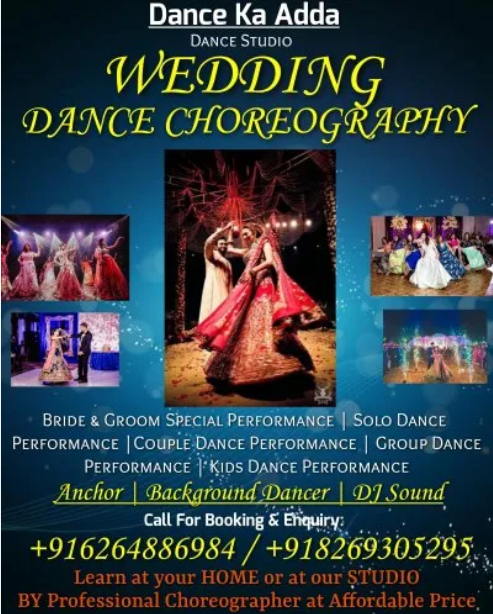 Dance Ka Adda
DANCE STUDIO
WEDDING
DANCE CHOREOGRAPHY
BRIDE & GROOM SPECIAL PERFORMANCE | SOLO DANCE
PERFORMANCE | COUPLE DANCE PERFORMANCE | GROUP DANCE
PERFORMANCE | KIDS DANCE PERFORMANCE
Anchor | Background Dancer | DJ Sound
Call For Booking & Enquiry:
+916264886984 / +918269305295
Learn at your HOME or at our STUDIO
BY Professional Choreographer at Affordable Price